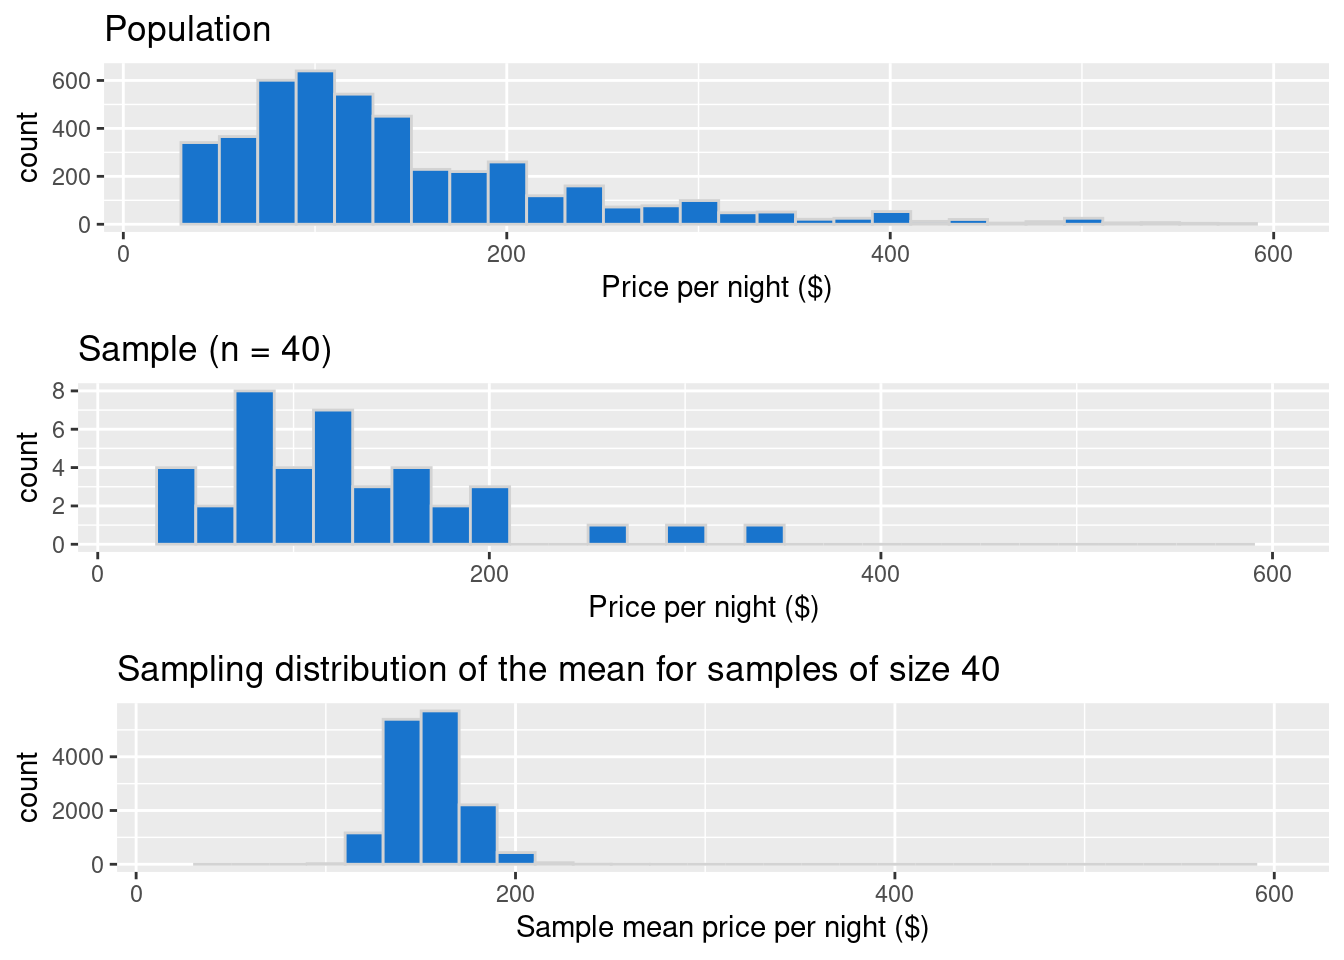 Population
600
400
200
0
count
0 200 400 600
Price per night ($)
Sample (n = 40)
8
6
4
2
0
count
0 200 400 600
Price per night ($)
Sampling distribution of the mean for samples of size 40
4000
2000
0
count
0 200 400 600
Sample mean price per night ($)